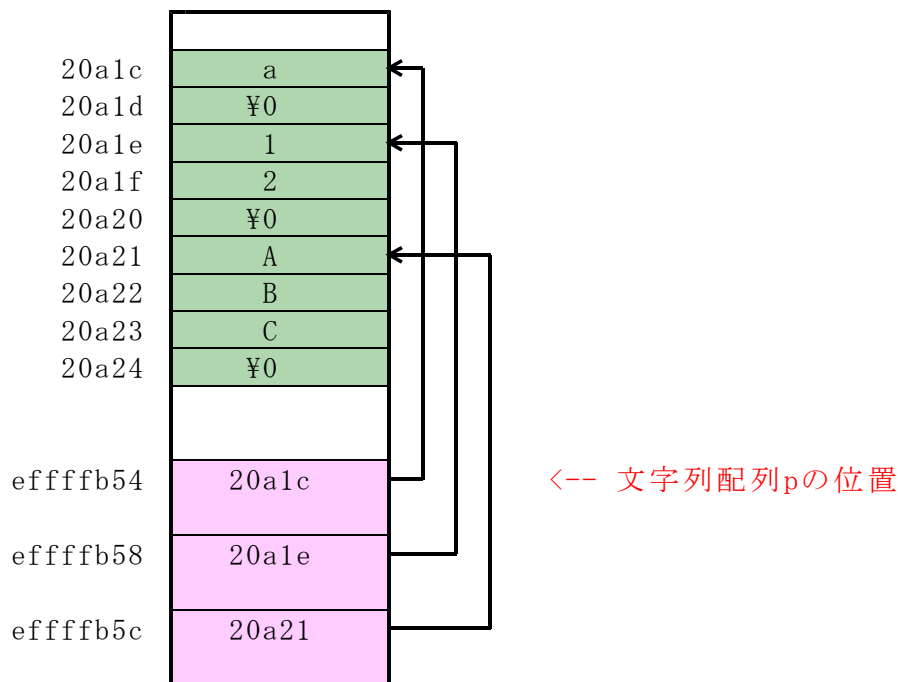 20a1c a
20a1d ¥0
20a1e 1
20a1f 2
20a20 ¥0
20a21 A
20a22 B
20a23 C
20a24 ¥0
effffb54 20a1c <-- 文字列配列pの位置
effffb58 20a1e
effffb5c 20a21